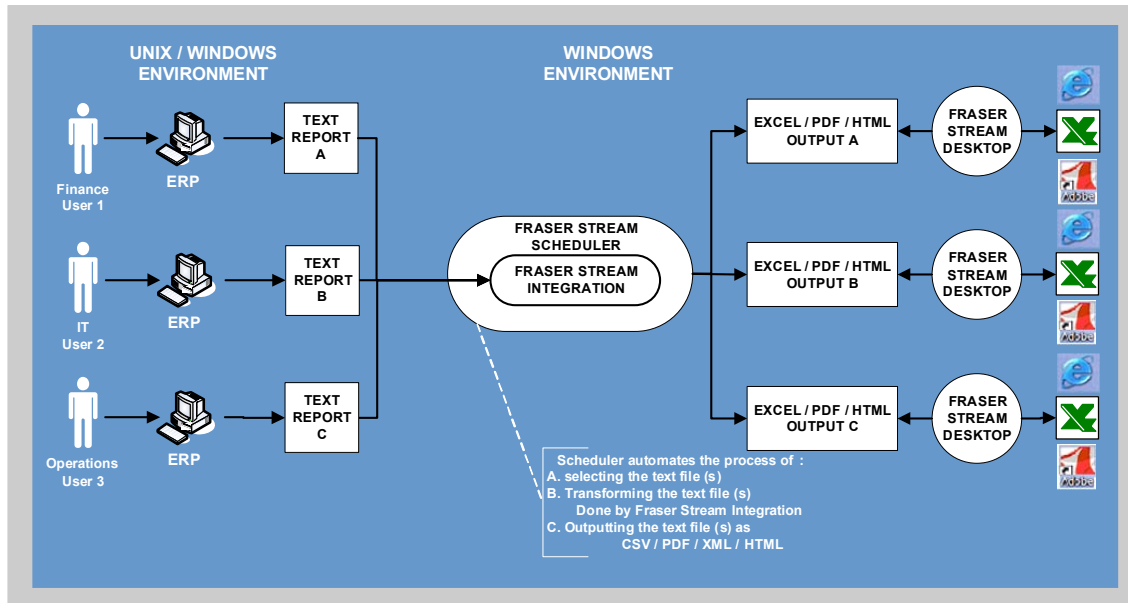 UNIX / WINDOWS
ENVIRONMENT
WINDOWS
ENVIRONMENT
Finance
User 1
ERP
TEXT
REPORT
A
IT
User 2
ERP
TEXT
REPORT
B
Operations
User 3
ERP
TEXT
REPORT
C
FRASER STREAM
SCHEDULER
FRASER STREAM
INTEGRATION
Scheduler automates the process of :
A. selecting the text file (s)
B. Transforming the text file (s)
Done by Fraser Stream Integration
C. Outputting the text file (s) as
CSV / PDF / XML / HTML
EXCEL / PDF / HTML
OUTPUT A
FRASER
STREAM
DESKTOP
Adobe
EXCEL / PDF / HTML
OUTPUT B
FRASER
STREAM
DESKTOP
Adobe
EXCEL / PDF / HTML
OUTPUT C
FRASER
STREAM
DESKTOP
Adobe